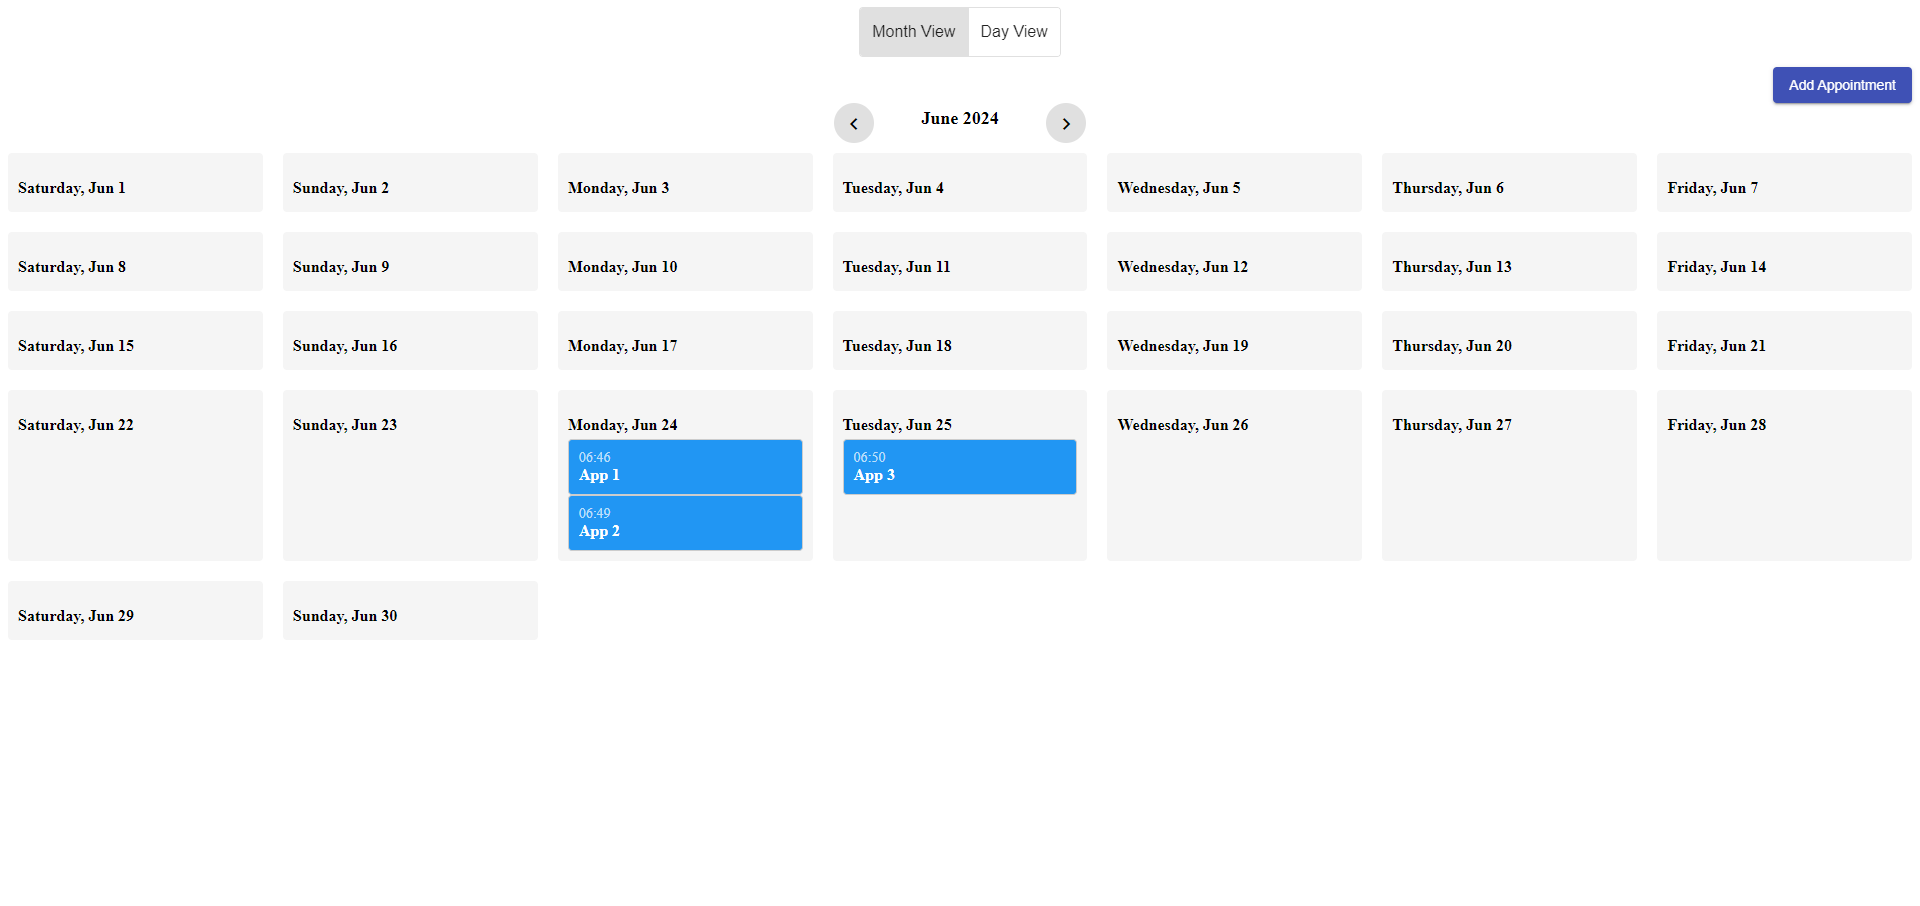 Month View Day View
Add Appointment
June 2024
Saturday, Jun 1 Sunday, Jun 2 Monday, Jun 3 Tuesday, Jun 4 Wednesday, Jun 5 Thursday, Jun 6 Friday, Jun 7
Saturday, Jun 8 Sunday, Jun 9 Monday, Jun 10 Tuesday, Jun 11 Wednesday, Jun 12 Thursday, Jun 13 Friday, Jun 14
Saturday, Jun 15 Sunday, Jun 16 Monday, Jun 17 Tuesday, Jun 18 Wednesday, Jun 19 Thursday, Jun 20 Friday, Jun 21
Saturday, Jun 22 Sunday, Jun 23 Monday, Jun 24 Tuesday, Jun 25 Wednesday, Jun 26 Thursday, Jun 27 Friday, Jun 28
06:46 06:50
App 1 App 3
06:49
App 2
Saturday, Jun 29 Sunday, Jun 30